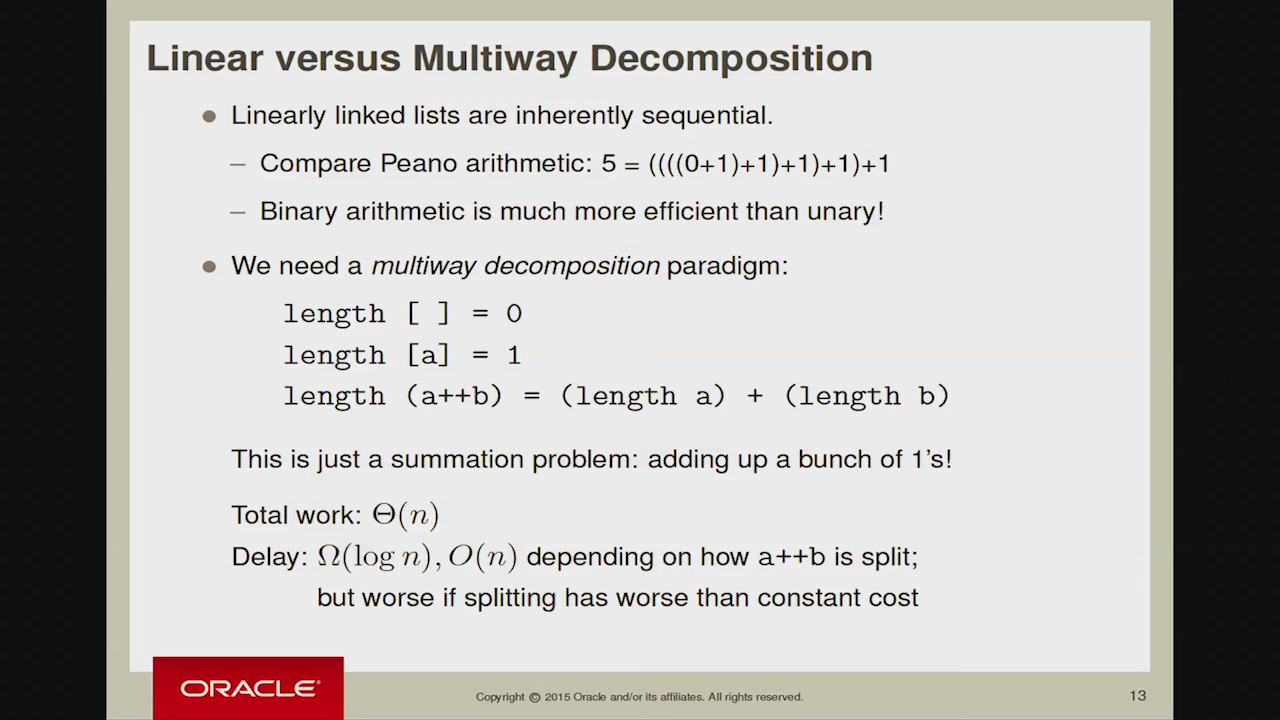 Linear versus Multiway Decomposition
● Linearly linked lists are inherently sequential.
– Compare Peano arithmetic: 5 = ((((0+1)+1)+1)+1)+1
– Binary arithmetic is much more efficient than unary!
● We need a multiway decomposition paradigm:
length [ ] = 0
length [a] = 1
length (a++b) = (length a) + (length b)
This is just a summation problem: adding up a bunch of 1’s!
Total work: Θ(n)
Delay: Ω(log n), O(n) depending on how a++b is split;
but worse if splitting has worse than constant cost
ORACLE®
Copyright © 2015 Oracle and/or its affiliates. All rights reserved.
13